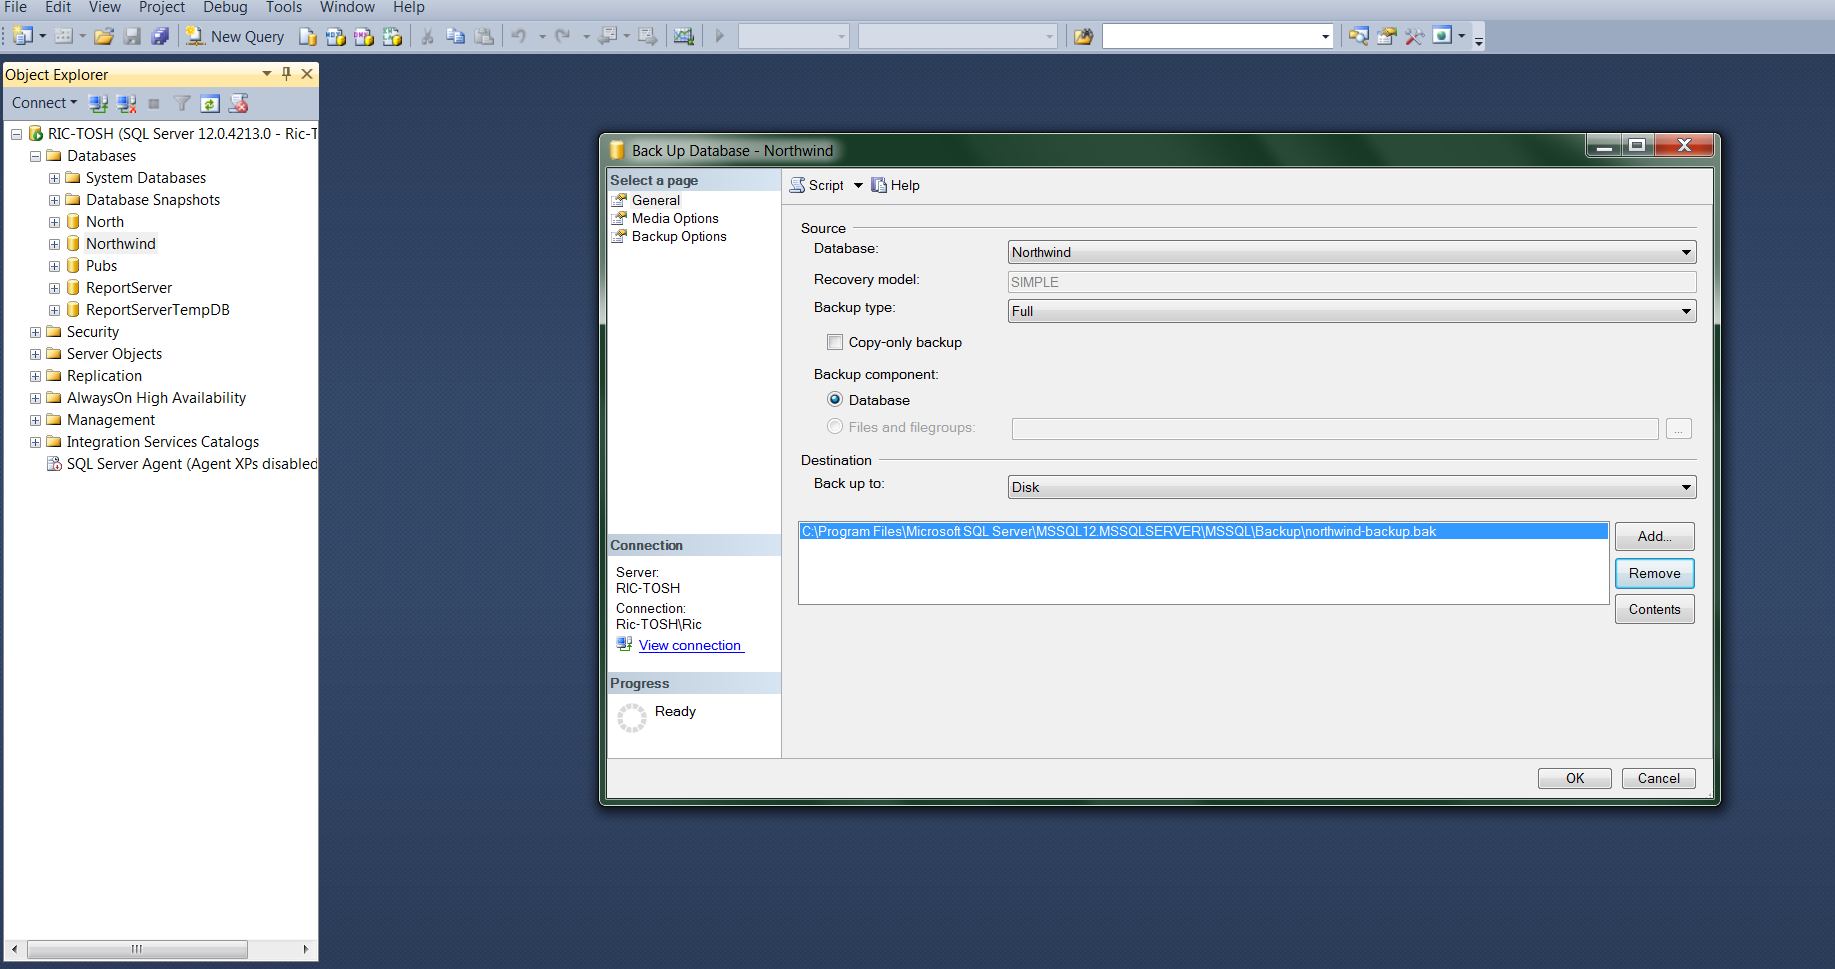 File Edit View Project Debug Tools Window Help
New Query
Object Explorer
Connect
RIC-TOSH (SQL Server 12.0.4213.0 - Ric-T
Databases
System Databases
Database Snapshots
North
Northwind
Pubs
ReportServer
ReportServerTempDB
Security
Server Objects
Replication
AlwaysOn High Availability
Management
Integration Services Catalogs
SQL Server Agent (Agent XPs disabled
Back Up Database - Northwind
Select a page
General
Media Options
Backup Options
Connection
Server:
RIC-TOSH
Connection:
Ric-TOSH\Ric
View connection
Progress
Ready
Script Help
Source
Database: Northwind
Recovery model: SIMPLE
Backup type: Full
Copy-only backup
Backup component:
Database
Files and filegroups: ...
Destination
Back up to: Disk
C:\Program Files\Microsoft SQL Server\MSSQL12.MSSQLSERVER\MSSQL\Backup\northwind-backup.bak
Add...
Remove
Contents
OK Cancel